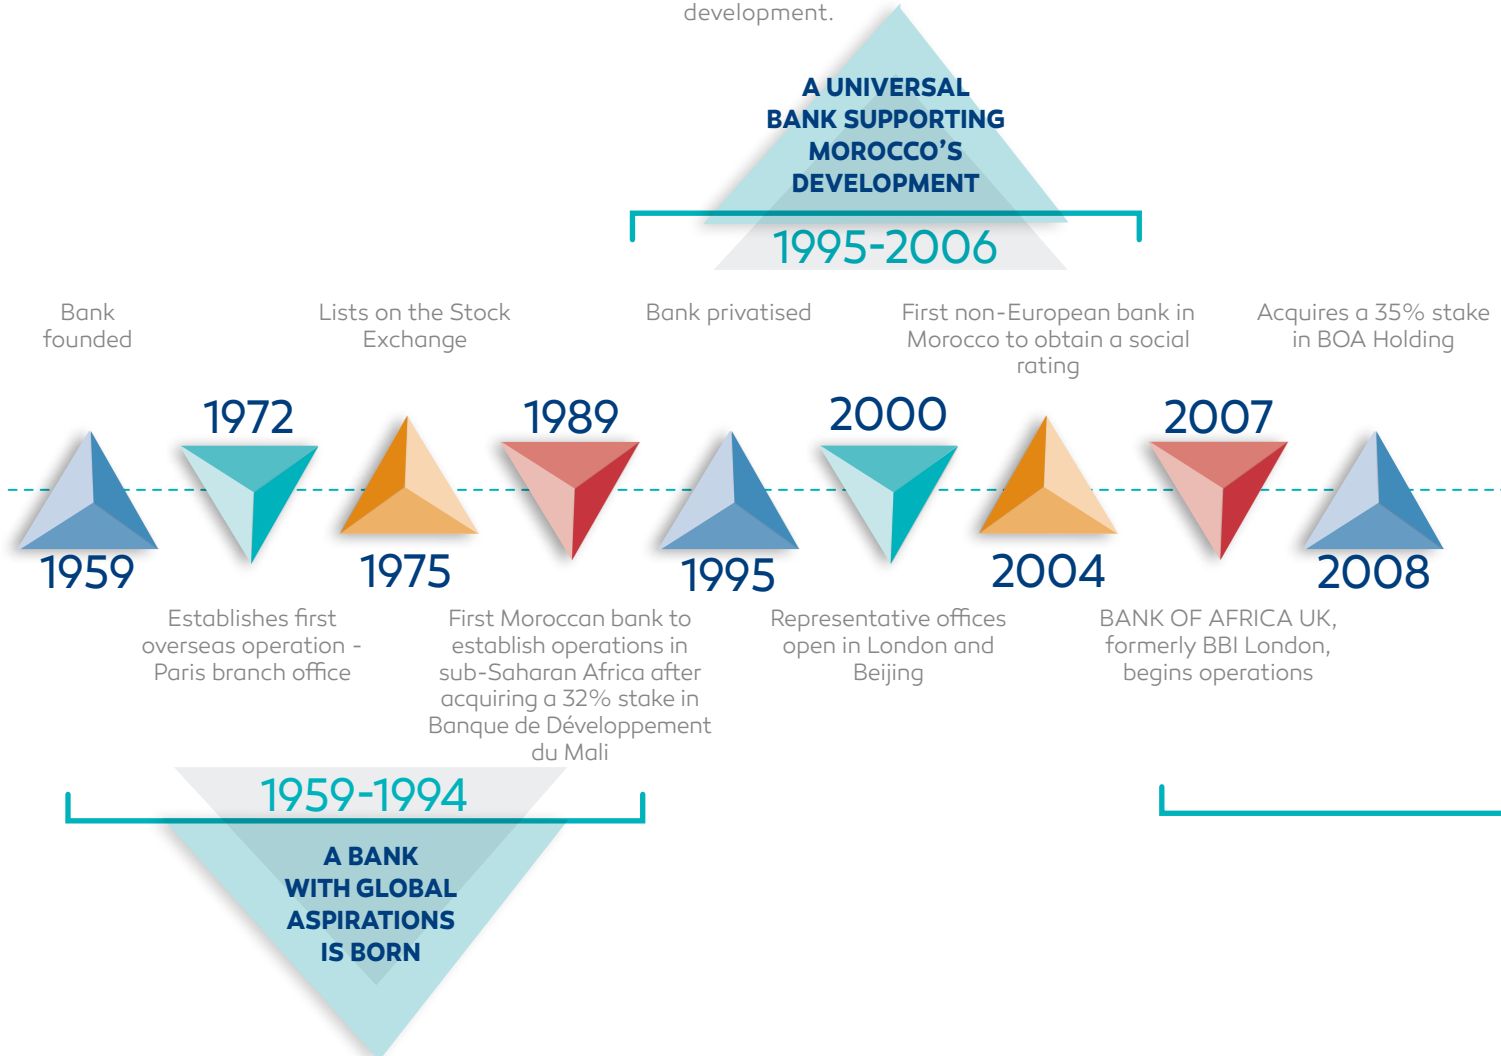 development.
A UNIVERSAL
BANK SUPPORTING
MOROCCO’S
DEVELOPMENT
1995-2006
Bank
founded
Lists on the Stock
Exchange
Bank privatised
First non-European bank in
Morocco to obtain a social
rating
Acquires a 35% stake
in BOA Holding
1972
1989
2000
2007
1959
1975
1995
2004
2008
Establishes first
overseas operation -
Paris branch office
First Moroccan bank to
establish operations in
sub-Saharan Africa after
acquiring a 32% stake in
Banque de Développement
du Mali
Representative offices
open in London and
Beijing
BANK OF AFRICA UK,
formerly BBI London,
begins operations
1959-1994
A BANK
WITH GLOBAL
ASPIRATIONS
IS BORN